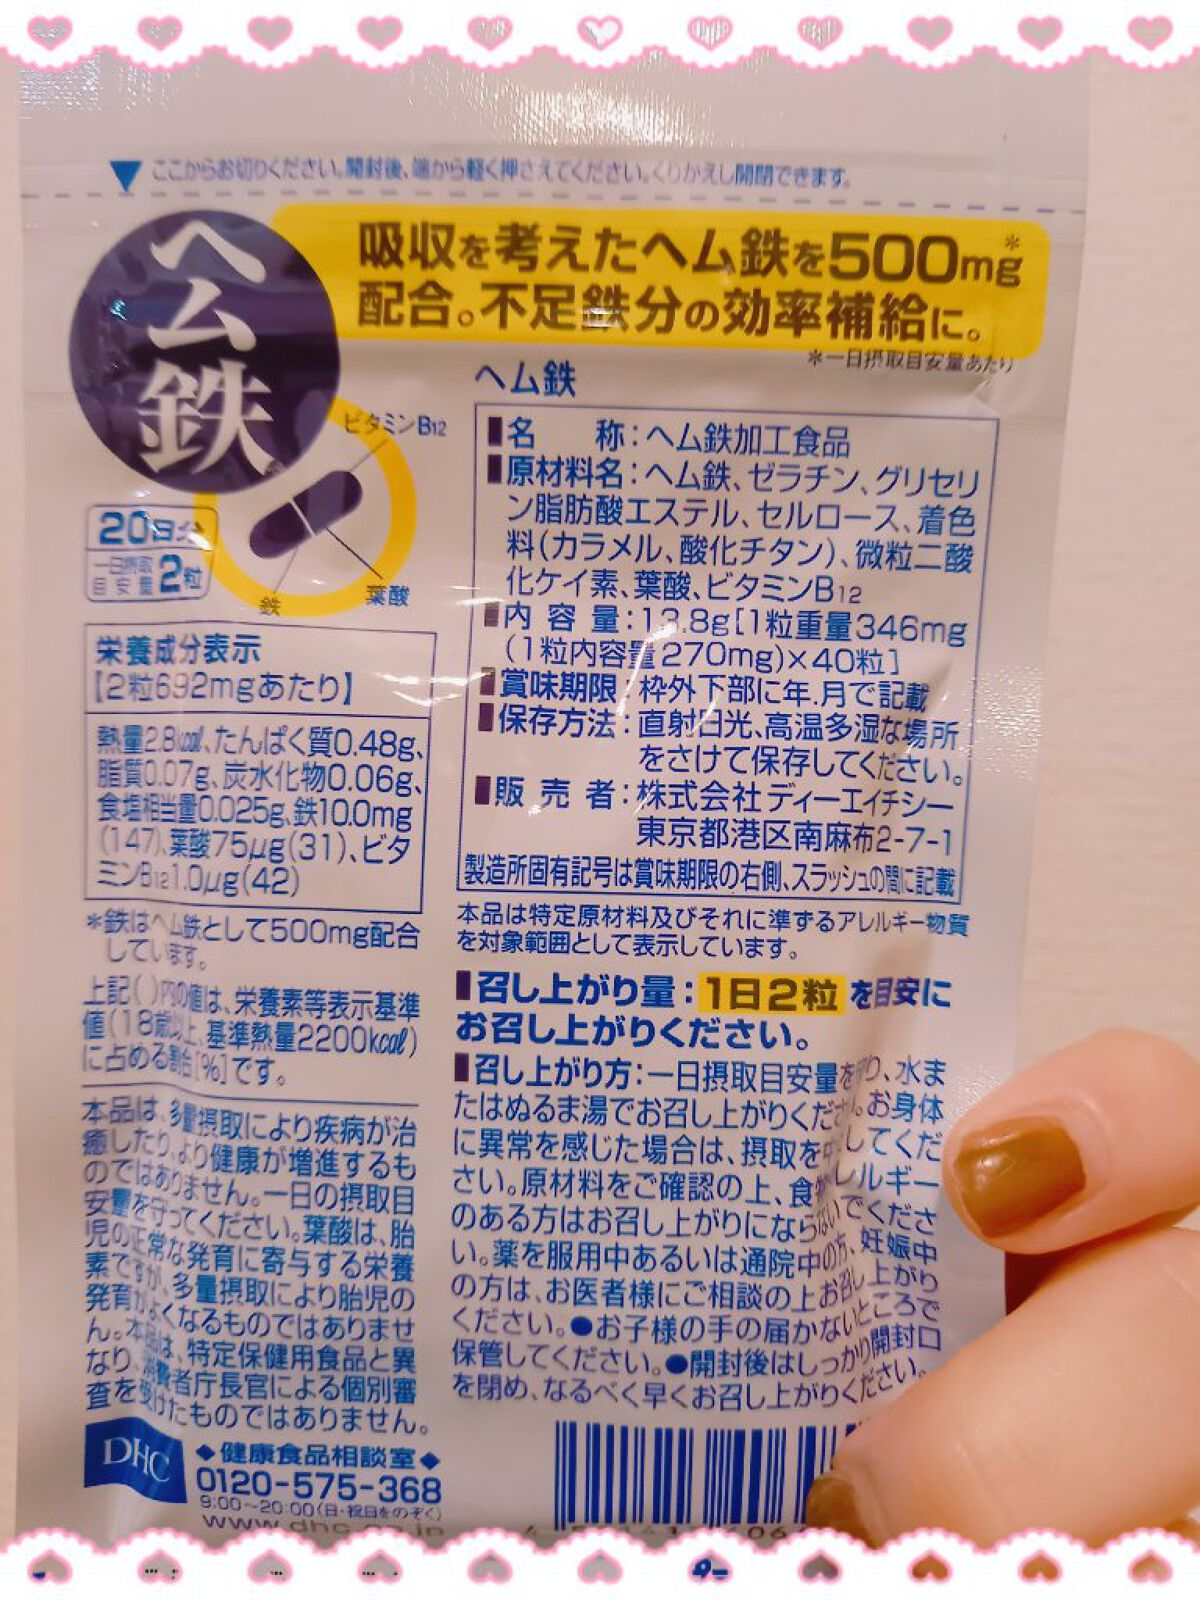 ここからお切りください。開封後、端から軽く押さえてください。くりかえし開閉できます。
ヘム鉄
吸収を考えたヘム鉄を500mg*
配合。不足鉄分の効率補給に。
*一日摂取目安量あたり
ビタミンB12
鉄
葉酸
20日分
一日摂取
目安量 2粒
栄養成分表示
【2粒692mgあたり】
熱量2.8kcal、たんぱく質0.48g、
脂質0.07g、炭水化物0.06g、
食塩相当量0.025g、鉄10.0mg
(147)、葉酸75μg(31)、ビタ
ミンB12 1.0μg(42)
*鉄はヘム鉄として500mg配合
しています。
上記( )内の値は、栄養素等表示基準
値(18歳以上、基準熱量2200kcal)
に占める割合[%]です。
本品は、多量摂取により疾病が治
癒したり、より健康が増進するも
のではありません。一日の摂取目
安量を守ってください。葉酸は、胎
児の正常な発育に寄与する栄養
素ですが、多量摂取により胎児の
発育がよくなるものではありませ
ん。本品は、特定保健用食品と異
なり、消費者庁長官による個別審
査を受けたものではありません。
DHC
◆健康食品相談室◆
0120-575-368
9:00〜20:00(日・祝日をのぞく)
www.dhc.co.jp
ヘム鉄
■名 称：ヘム鉄加工食品
■原材料名：ヘム鉄、ゼラチン、グリセリ
ン脂肪酸エステル、セルロース、着色
料(カラメル、酸化チタン)、微粒二酸
化ケイ素、葉酸、ビタミンB12
■内容量：13.8g[1粒重量346mg
(1粒内容量270mg)×40粒]
■賞味期限：枠外下部に年.月で記載
■保存方法：直射日光、高温多湿な場所
をさけて保存してください。
■販売者：株式会社 ディーエイチシー
東京都港区南麻布2-7-1
製造所固有記号は賞味期限の右側、スラッシュの間に記載
本品は特定原材料及びそれに準ずるアレルギー物質
を対象範囲として表示しています。
■召し上がり量：1日2粒を目安に
お召し上がりください。
■召し上がり方：一日摂取目安量を守り、水ま
たはぬるま湯でお召し上がりください。お身体
に異常を感じた場合は、摂取を中止してくだ
さい。原材料をご確認の上、食物アレルギー
のある方はお召し上がりにならないでくださ
い。薬を服用中あるいは通院中の方、妊娠中
の方は、お医者様にご相談の上お召し上がり
ください。●お子様の手の届かないところで
保管してください。●開封後はしっかり開封口
を閉め、なるべく早くお召し上がりください。